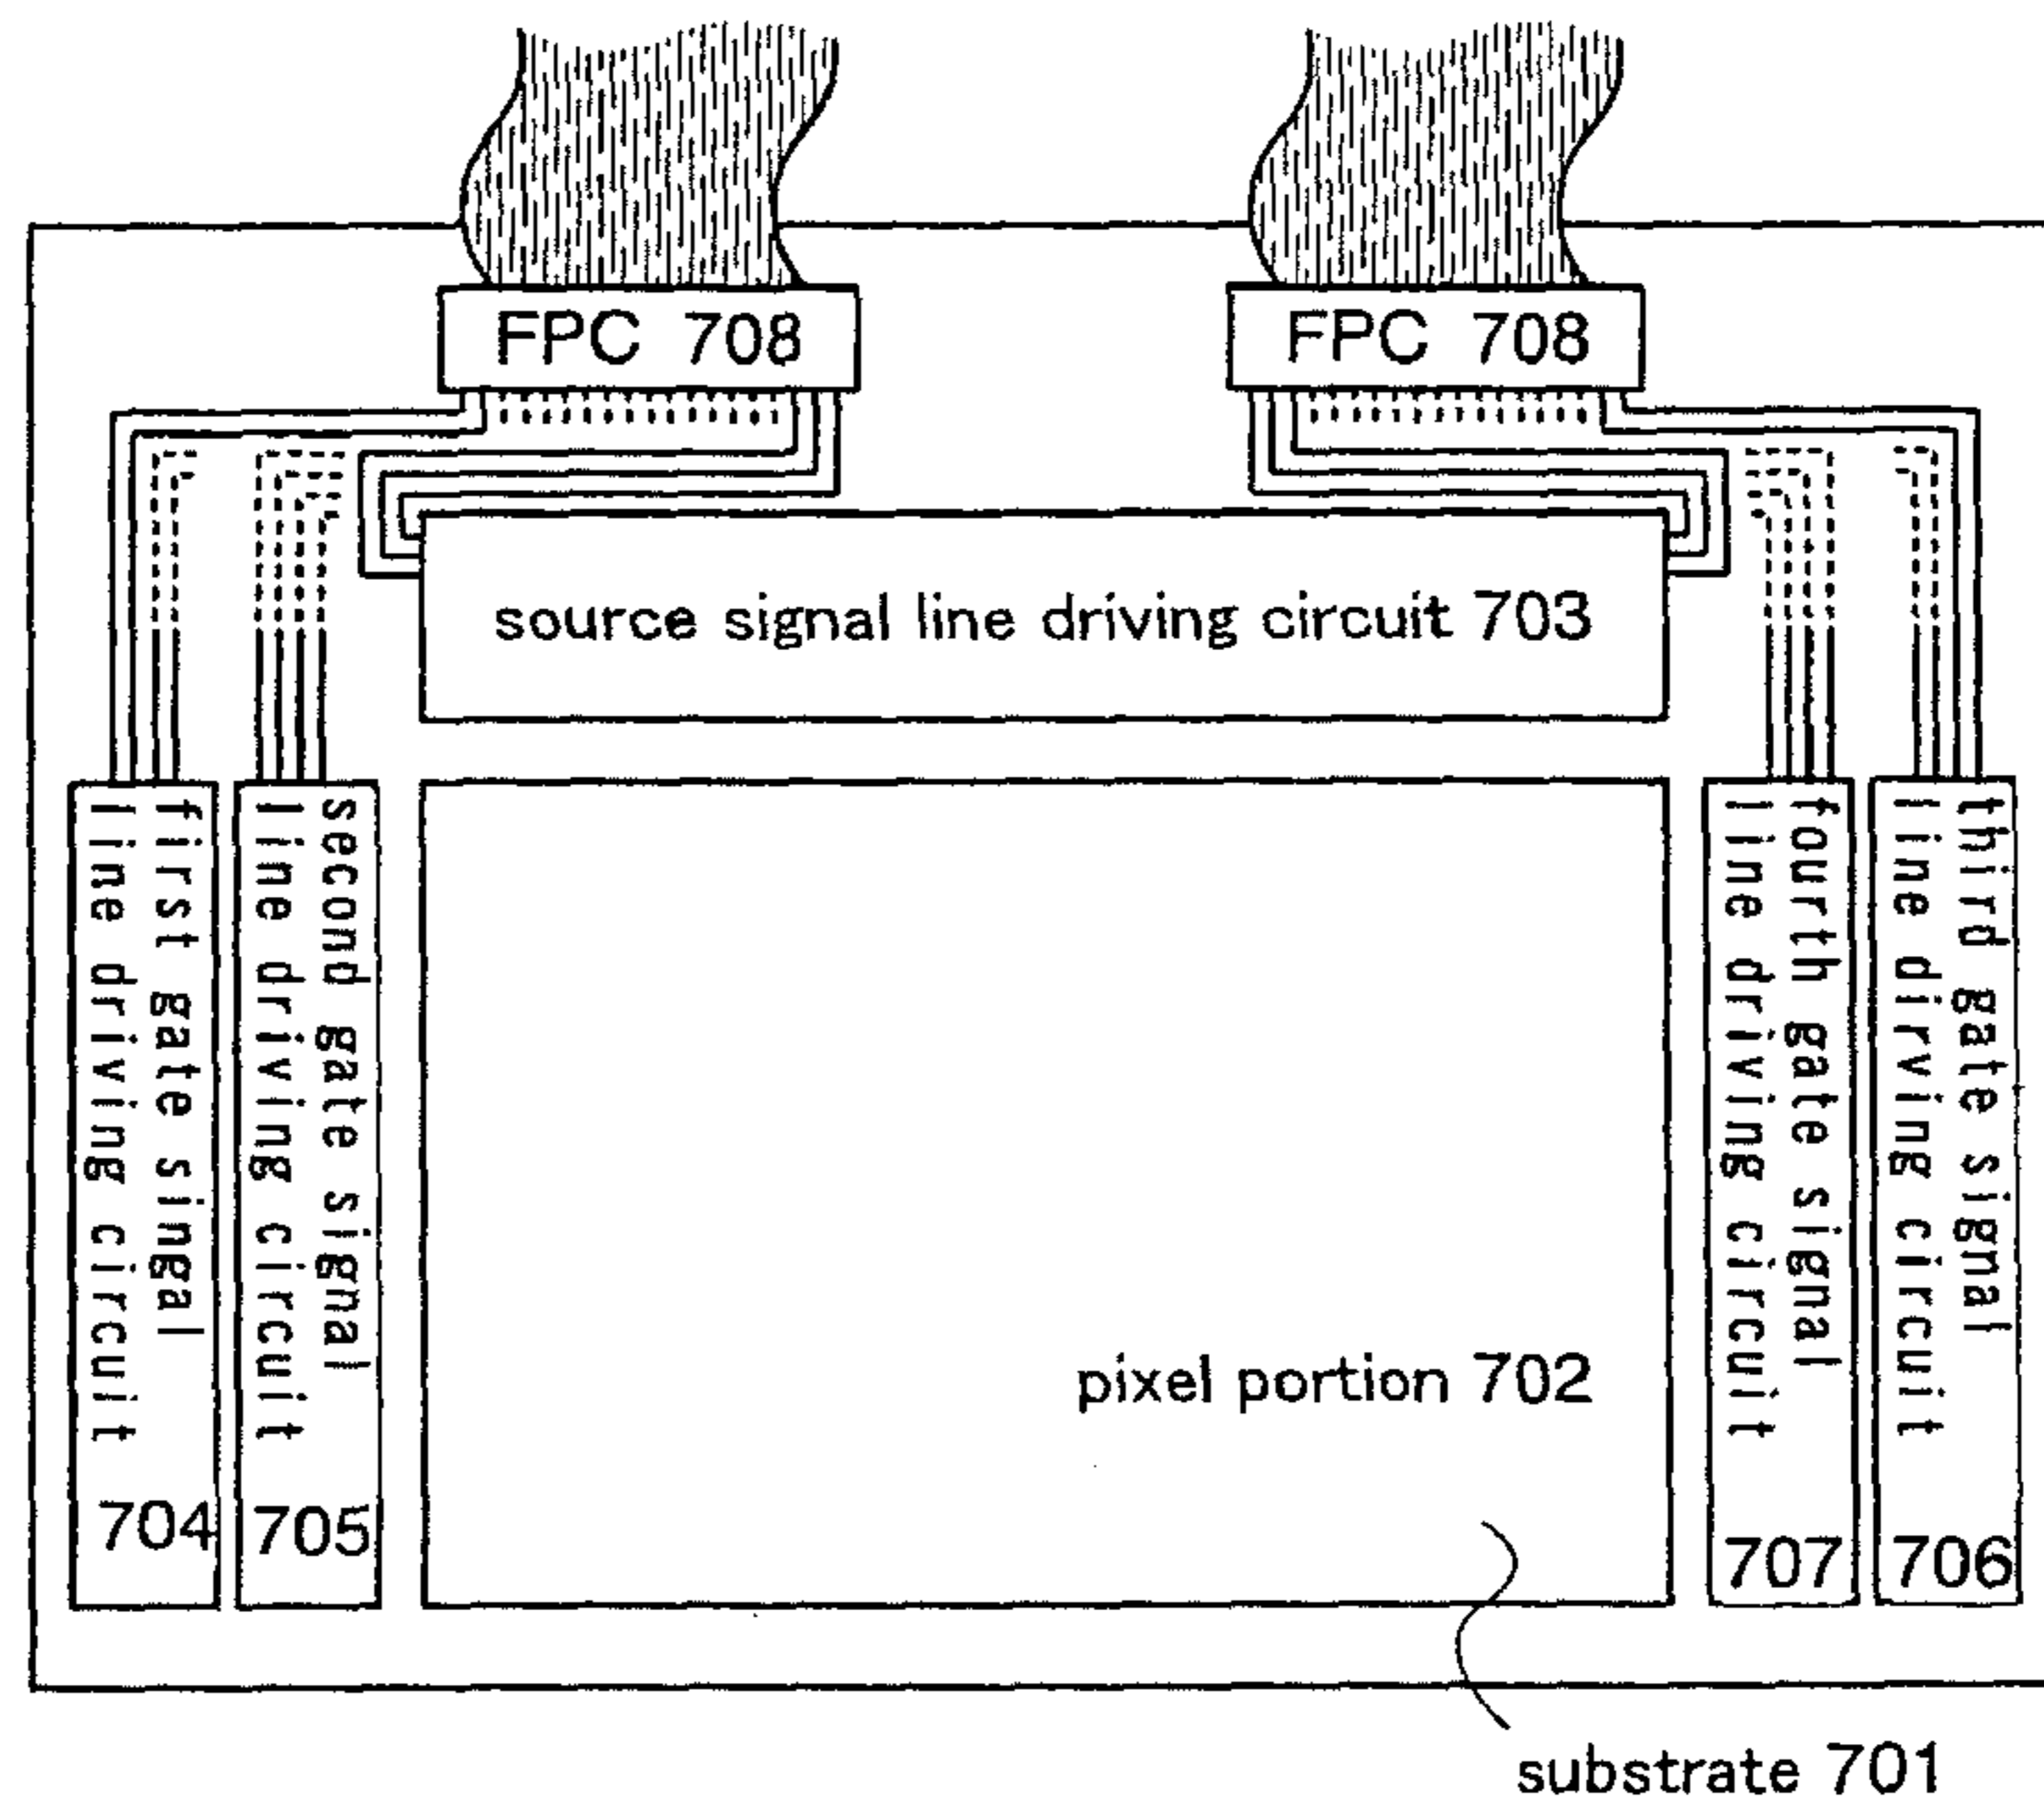 FPC 708
FPC 708
source signal line driving circuit 703
first gate singal
line driving circuit
704
second gate signal
line driving circuit
705
pixel portion 702
fourth gate signal
line driving circuit
707
third gate signal
line dirving circuit
706
substrate 701